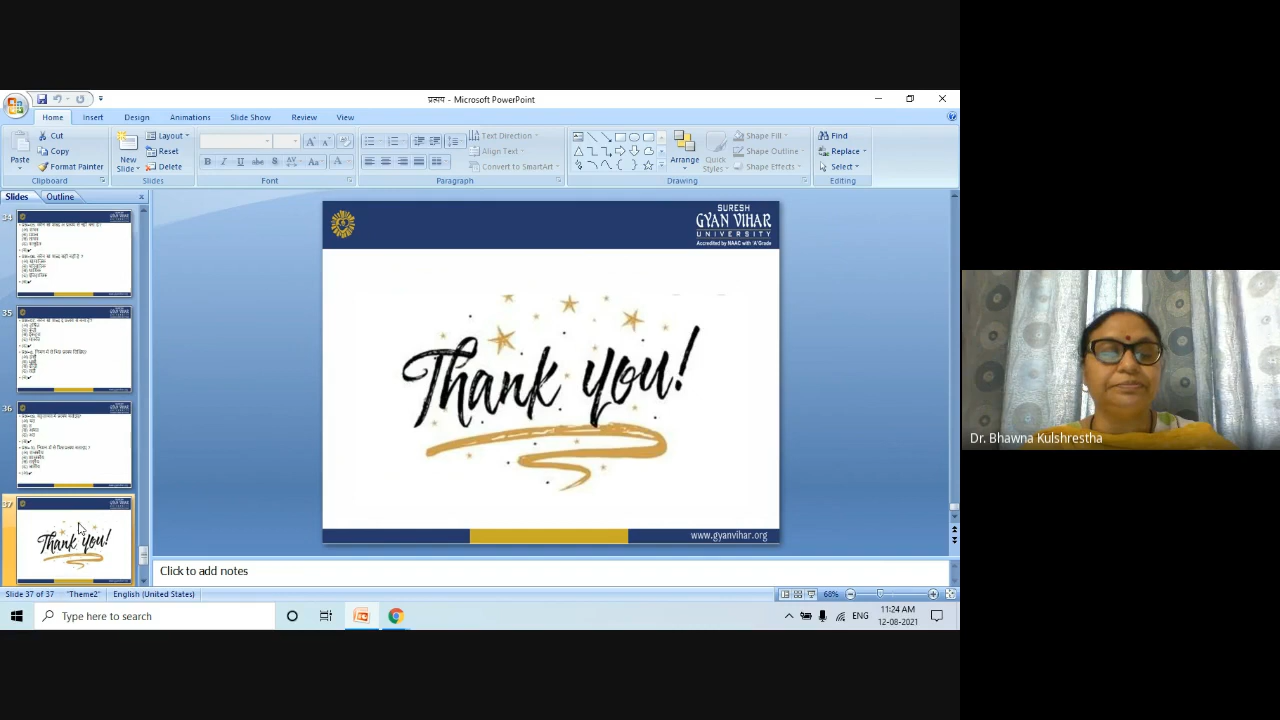 प्रत्यय - Microsoft PowerPoint
Home Insert Design Animations Slide Show Review View
Cut
Copy
Format Painter
Paste
Clipboard
New
Slide
Layout
Reset
Delete
Slides
Font
Text Direction
Align Text
Convert to SmartArt
Paragraph
Arrange
Quick
Styles
Shape Fill
Shape Outline
Shape Effects
Drawing
Find
Replace
Select
Editing
Slides Outline
34
35
36
37
Thank you!
SURESH
GYAN VIHAR
UNIVERSITY
Accredited by NAAC with 'A' Grade
Thank you!
www.gyanvihar.org
Click to add notes
Slide 37 of 37 "Theme2" English (United States) 68%
Type here to search
ENG
11:24 AM
12-08-2021
Dr. Bhawna Kulshrestha